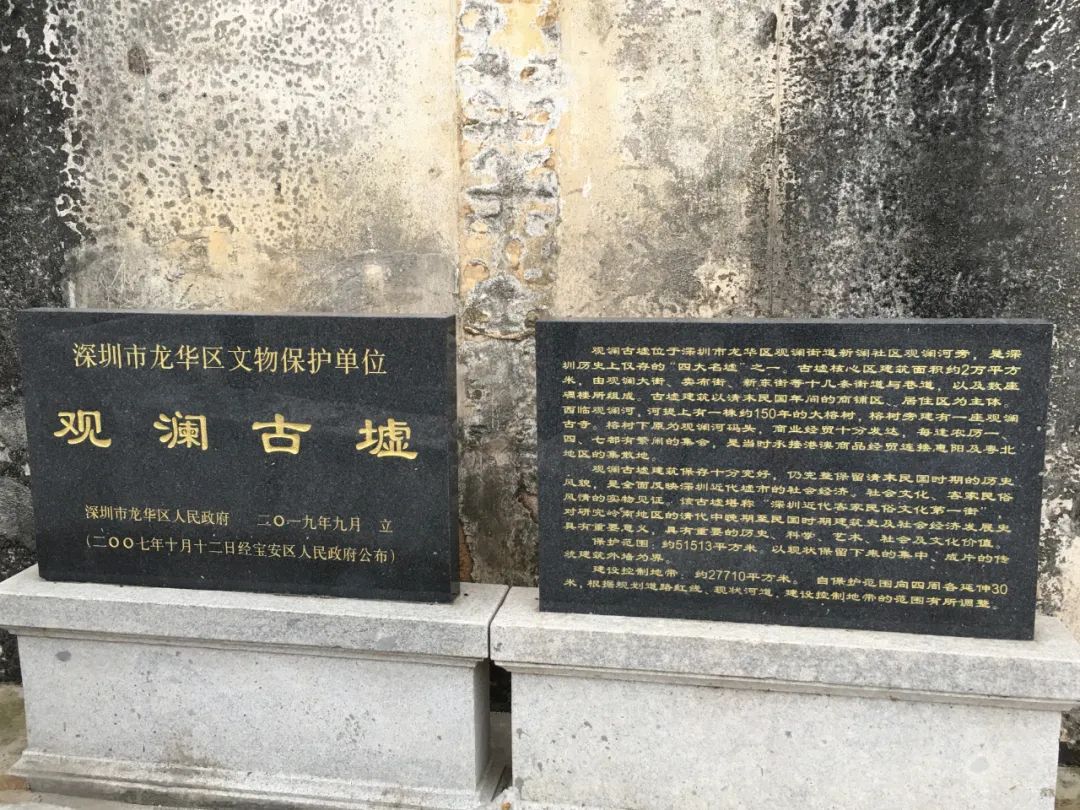 深圳市龙华区文物保护单位
观澜古墟
深圳市龙华区人民政府 二〇一九年九月 立
(二〇〇七年十月十二日经宝安区人民政府公布)
观澜古墟位于深圳市龙华区观澜街道新澜社区观澜河旁，是深
圳历史上仅存的“四大名墟”之一。古墟核心区建筑面积约2万平方
米，由观澜大街、卖布街、新东街等十几条街道与巷道，以及数座
碉楼所组成。古墟建筑以清末民国年间的商铺区、居住区为主体，
西临观澜河，河堤上有一株约150年的大榕树，榕树旁建有一座观澜
古寺。榕树下原为观澜河码头，商业经贸十分发达，每逢农历一、
四、七都有繁闹的集会，是当时承接港澳商品经贸连接惠阳及粤北
地区的集散地。
观澜古墟建筑保存十分完好，仍完整保留清末民国时期的历史
风貌，是全面反映深圳近代墟市的社会经济、社会文化、客家民俗
风情的实物见证。该古墟堪称“深圳近代客家民俗文化第一街”，
对研究岭南地区的清代中晚期至民国时期建筑史及社会经济发展史
具有重要意义，具有重要的历史、科学、艺术、社会及文化价值。
保护范围：约51513平方米，以现状保留下来的集中、成片的传
统建筑外墙为界。
建设控制地带：约27710平方米。自保护范围向四周各延伸30
米，根据规划道路红线、现状河道，建设控制地带的范围有所调整。